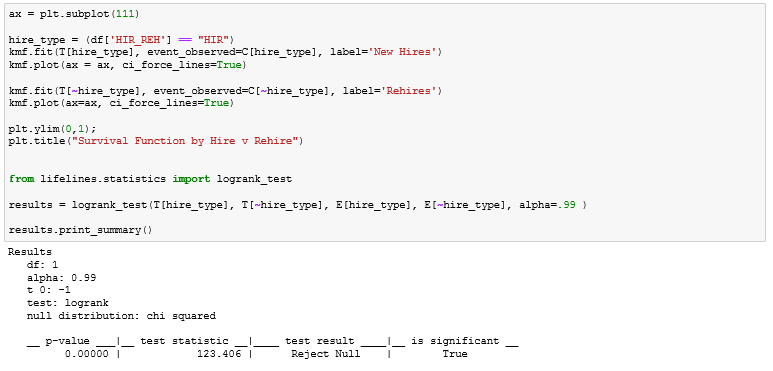 ax = plt.subplot(111)
hire_type = (df['HIR_REH'] == "HIR")
kmf.fit(T[hire_type], event_observed=C[hire_type], label='New Hires')
kmf.plot(ax = ax, ci_force_lines=True)
kmf.fit(T[~hire_type], event_observed=C[~hire_type], label='Rehires')
kmf.plot(ax=ax, ci_force_lines=True)
plt.ylim(0,1);
plt.title("Survival Function by Hire v Rehire")
from lifelines.statistics import logrank_test
results = logrank_test(T[hire_type], T[~hire_type], E[hire_type], E[~hire_type], alpha=.99 )
results.print_summary()
Results
df: 1
alpha: 0.99
t 0: -1
test: logrank
null distribution: chi squared
__ p-value ___|__ test statistic __|____ test result ____|__ is significant __
0.00000 | 123.406 | Reject Null | True